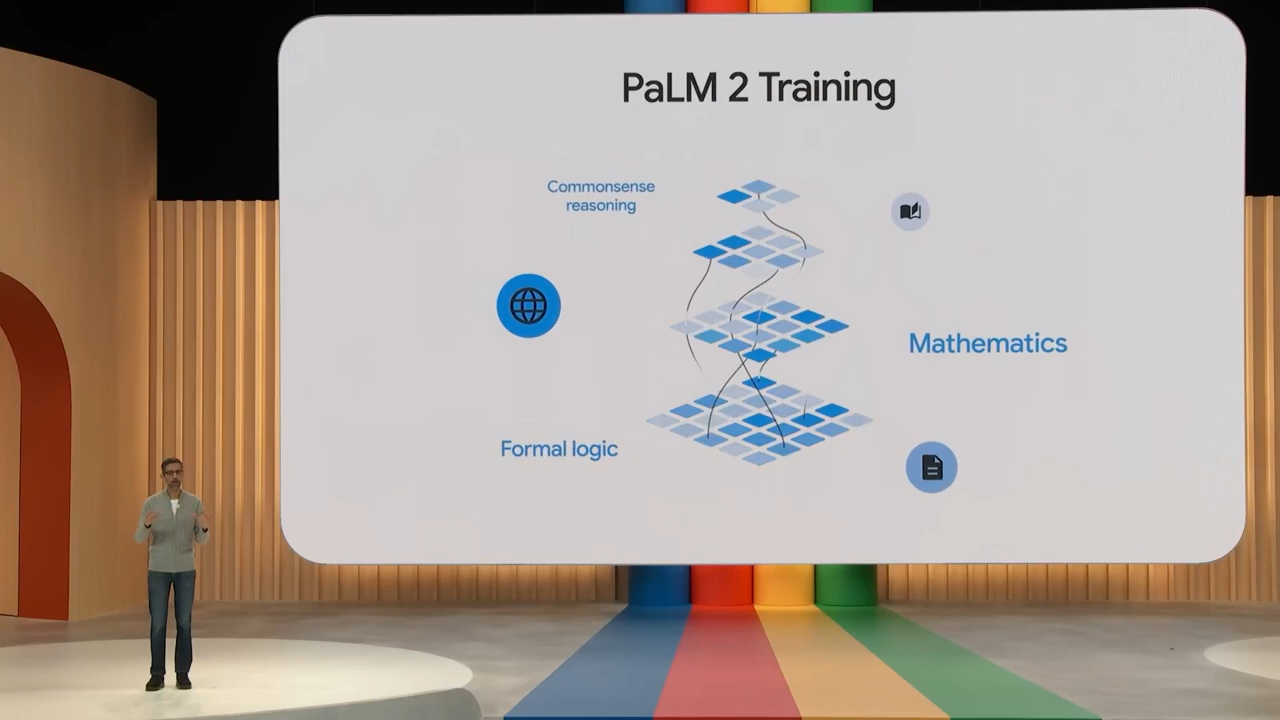 PaLM 2 Training
Commonsense
reasoning
Mathematics
Formal logic